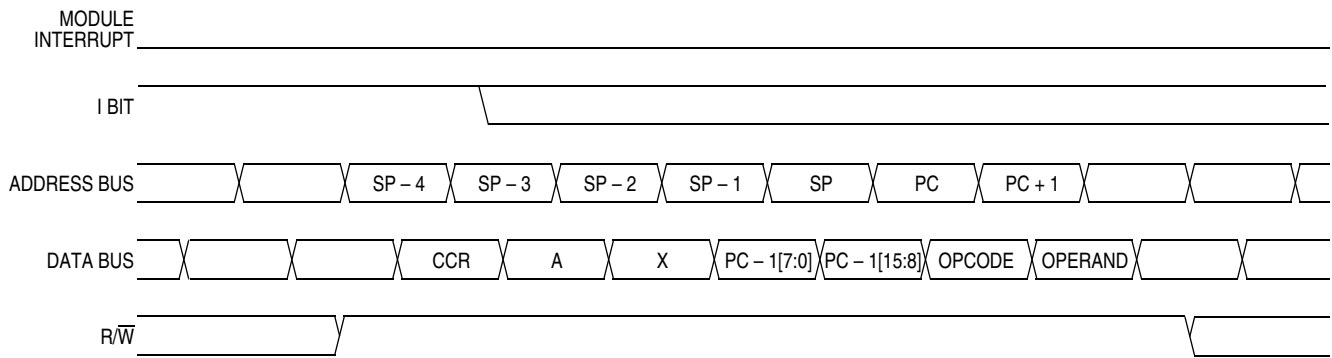 MODULE
INTERRUPT
I BIT
ADDRESS BUS SP – 4 SP – 3 SP – 2 SP – 1 SP PC PC + 1
DATA BUS CCR A X PC – 1[7:0] PC – 1[15:8] OPCODE OPERAND
R/W̅